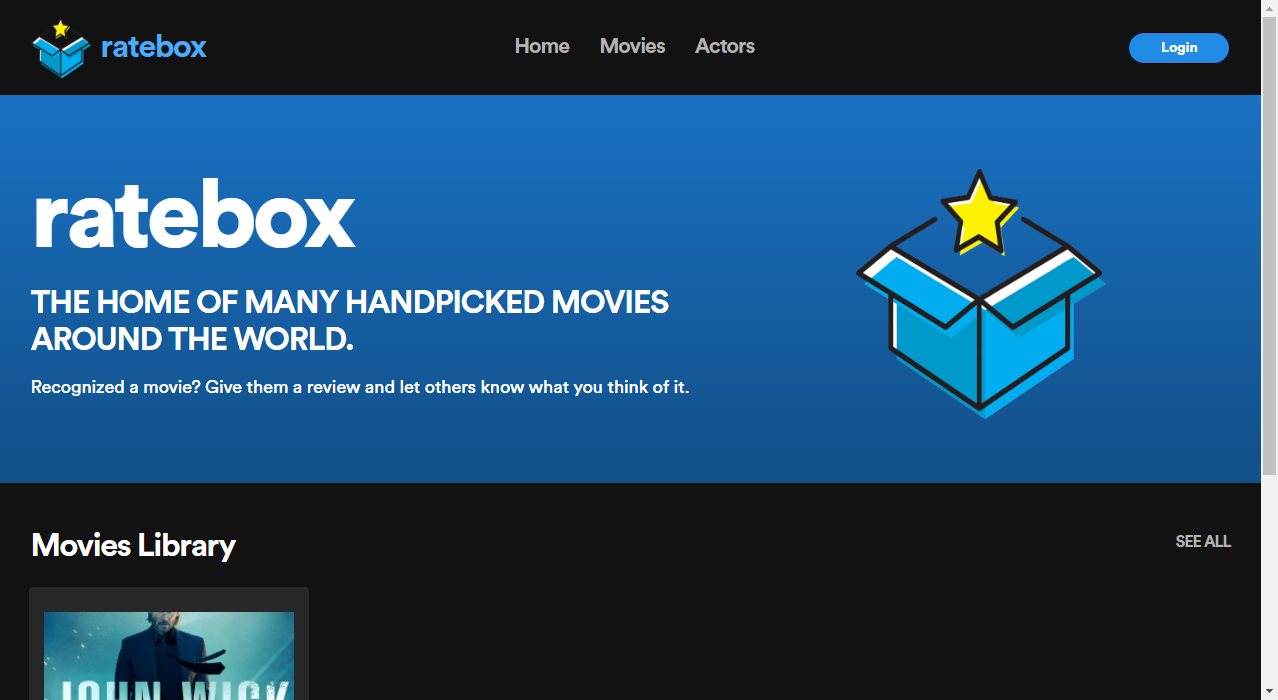 ratebox
Home Movies Actors
Login
ratebox
THE HOME OF MANY HANDPICKED MOVIES
AROUND THE WORLD.
Recognized a movie? Give them a review and let others know what you think of it.
Movies Library
SEE ALL
JOHN WICK